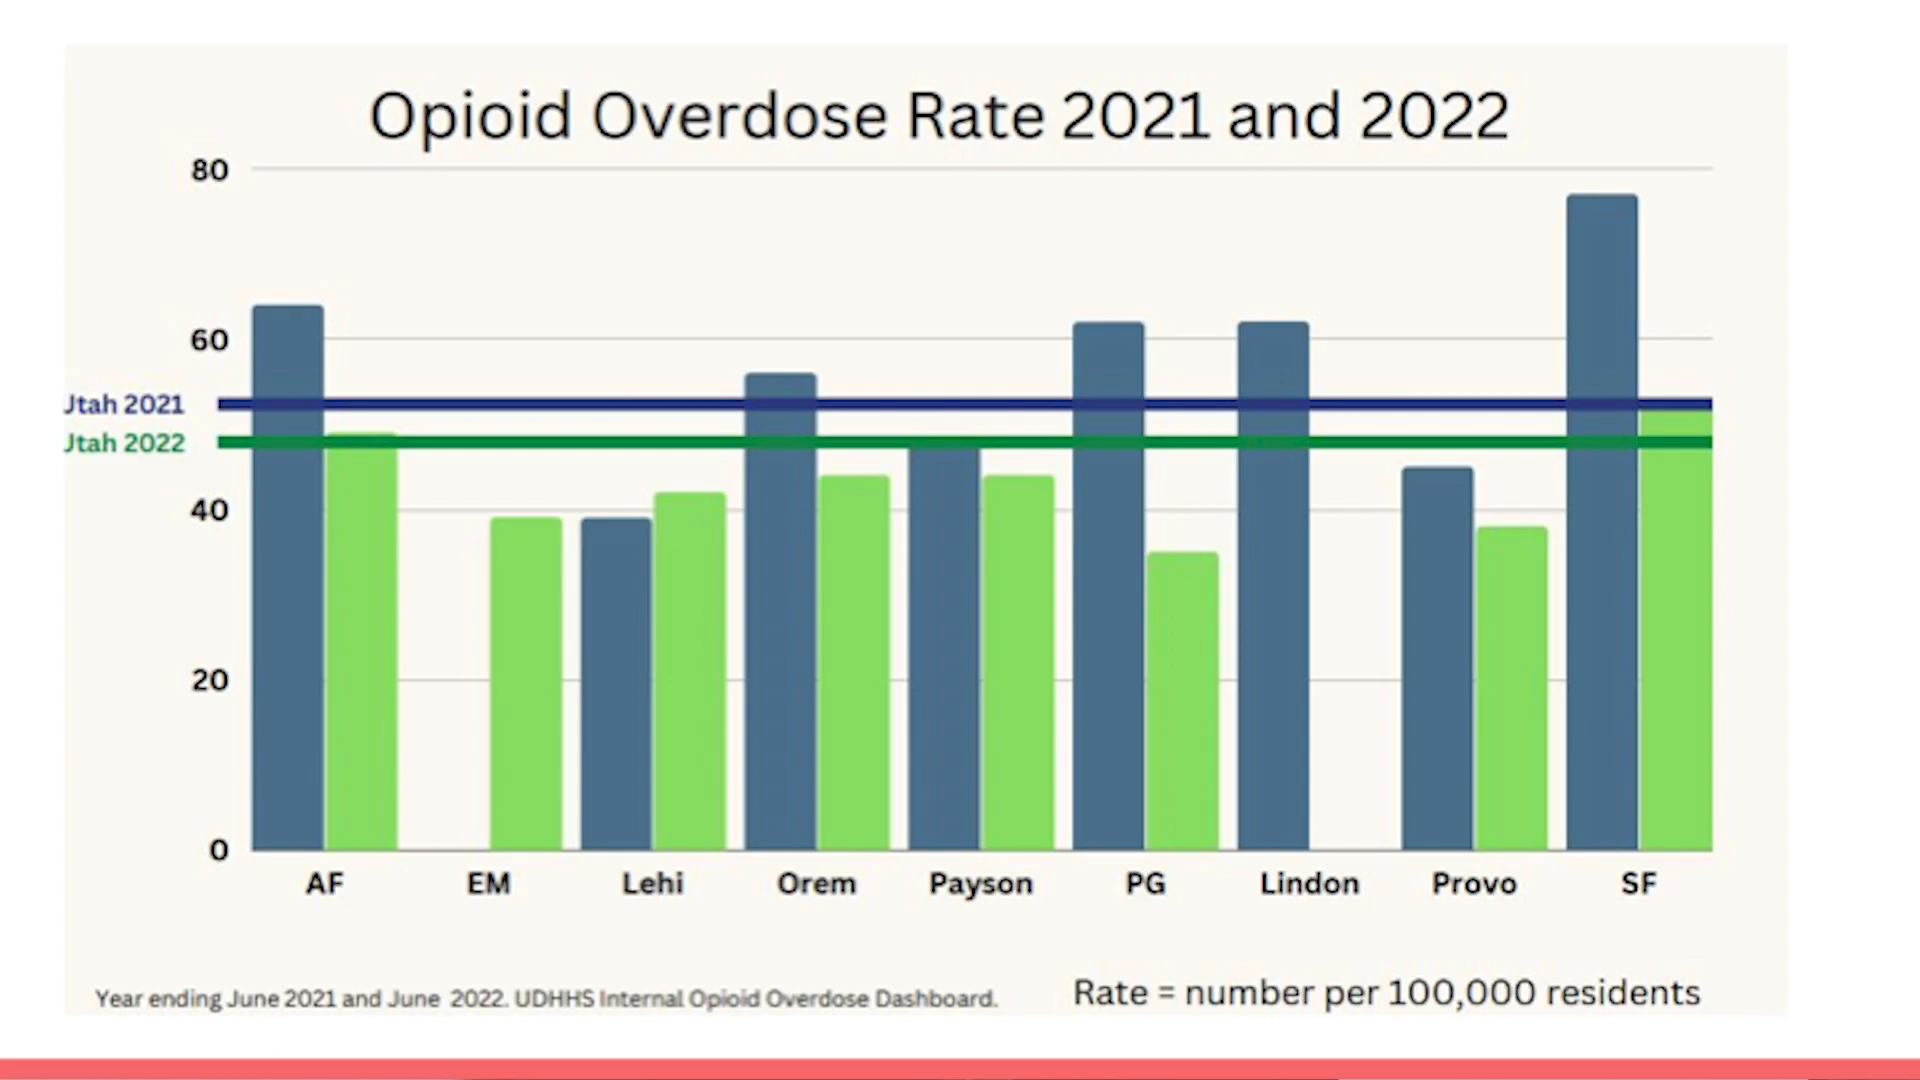 Opioid Overdose Rate 2021 and 2022
80
60
Utah 2021
Utah 2022
40
20
0
AF EM Lehi Orem Payson PG Lindon Provo SF
Year ending June 2021 and June 2022. UDHHS Internal Opioid Overdose Dashboard.
Rate = number per 100,000 residents